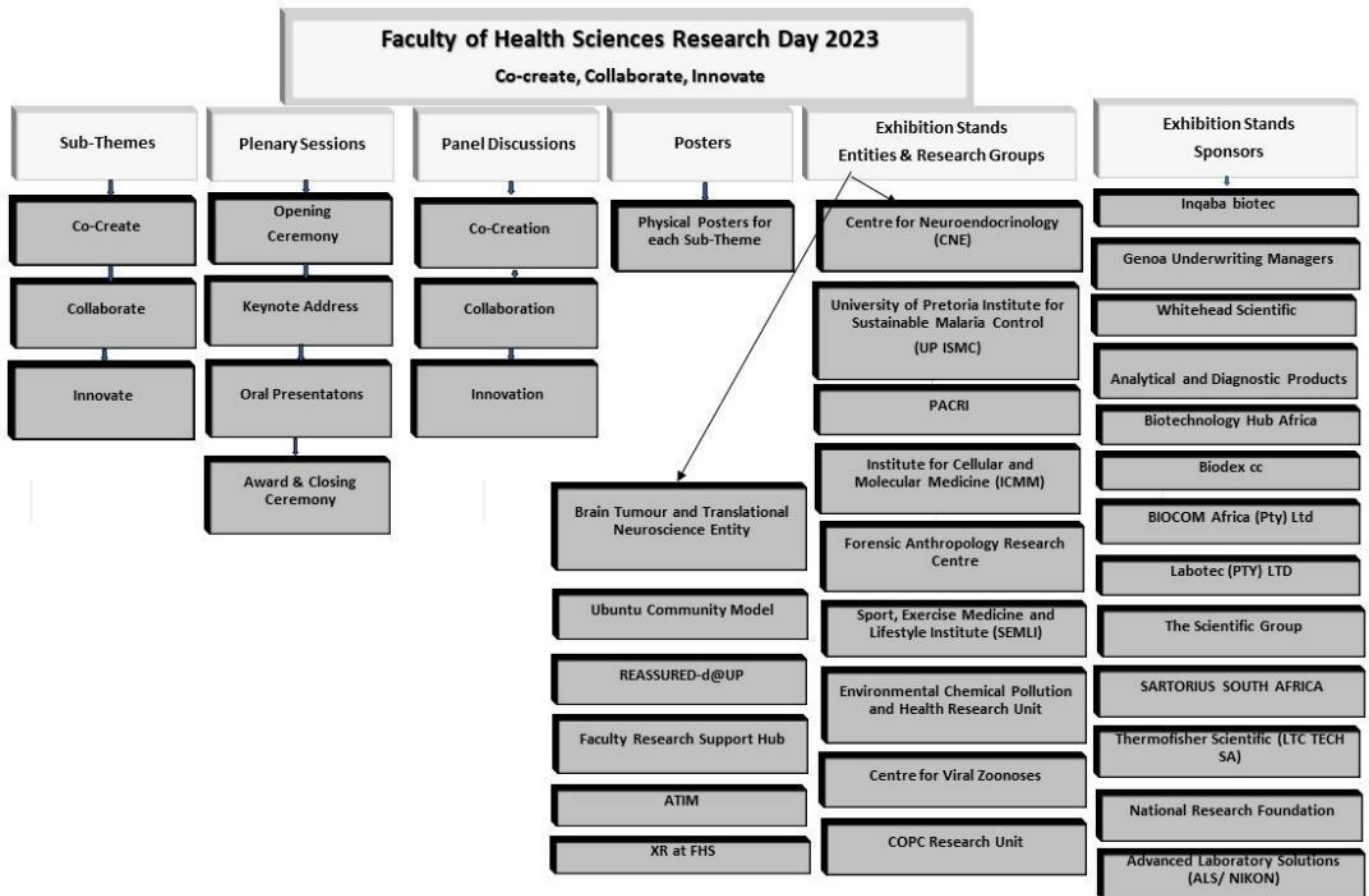 Faculty of Health Sciences Research Day 2023
Co-create, Collaborate, Innovate
Sub-Themes
Co-Create
Collaborate
Innovate
Plenary Sessions
Opening
Ceremony
Keynote Address
Oral Presentatons
Award & Closing
Ceremony
Panel Discussions
Co-Creation
Collaboration
Innovation
Posters
Physical Posters for
each Sub-Theme
Exhibition Stands
Entities & Research Groups
Brain Tumour and Translational
Neuroscience Entity
Ubuntu Community Model
REASSURED-d@UP
Faculty Research Support Hub
ATIM
XR at FHS
Centre for Neuroendocrinology
(CNE)
University of Pretoria Institute for
Sustainable Malaria Control
(UP ISMC)
PACRI
Institute for Cellular and
Molecular Medicine (ICMM)
Forensic Anthropology Research
Centre
Sport, Exercise Medicine and
Lifestyle Institute (SEMLI)
Environmental Chemical Pollution
and Health Research Unit
Centre for Viral Zoonoses
COPC Research Unit
Exhibition Stands
Sponsors
Inqaba biotec
Genoa Underwriting Managers
Whitehead Scientific
Analytical and Diagnostic Products
Biotechnology Hub Africa
Biodex cc
BIOCOM Africa (Pty) Ltd
Labotec (PTY) LTD
The Scientific Group
SARTORIUS SOUTH AFRICA
Thermofisher Scientific (LTC TECH
SA)
National Research Foundation
Advanced Laboratory Solutions
(ALS/ NIKON)